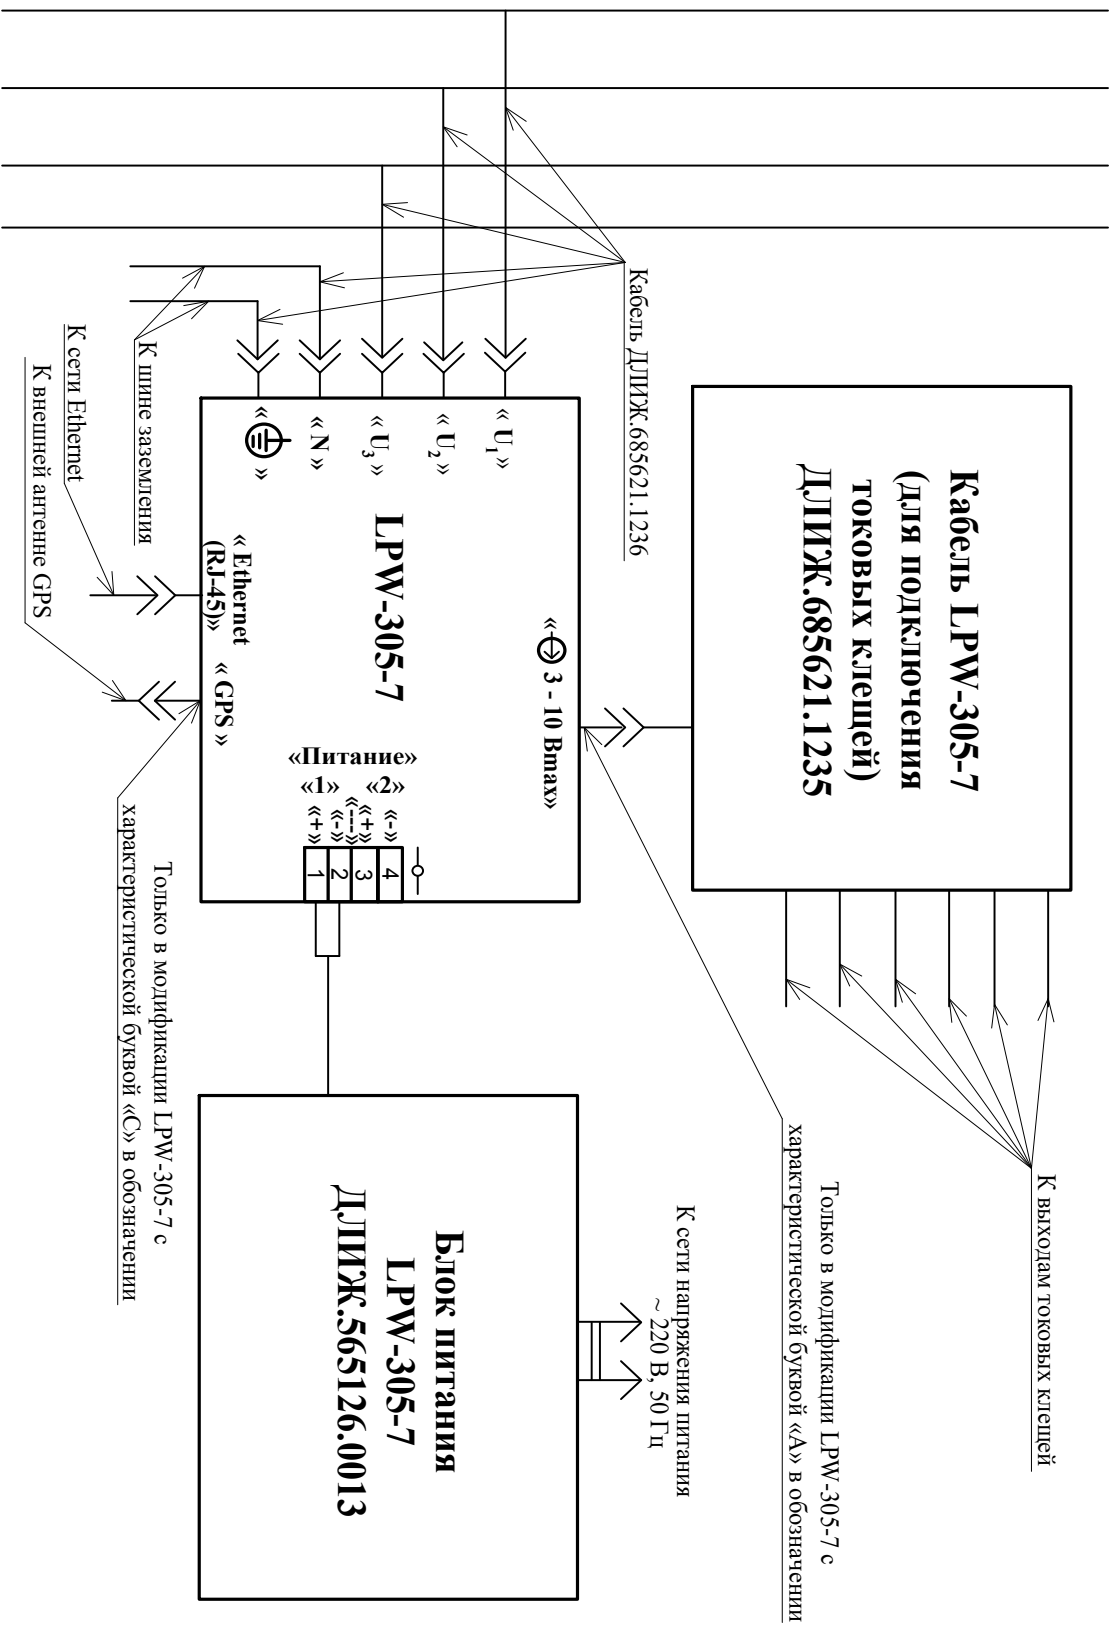 Кабель LPW-305-7
(для подключения
токовых клещей)
ДЛИЖ.685621.1235
К выходам токовых клещей
Кабель ДЛИЖ.685621.1236
Только в модификации LPW-305-7 с
характеристической буквой «А» в обозначении
« U1 »
« U2 »
« U3 »
« N »
« »
« 3 - 10 Bmax»
LPW-305-7
« Ethernet
(RJ-45)»
« GPS »
«Питание»
«1» «2»
«+»
«-»
«---»
«+»
«-»
1
2
3
4
К шине заземления
К сети Ethernet
К внешней антенне GPS
Только в модификации LPW-305-7 с
характеристической буквой «С» в обозначении
К сети напряжения питания
~ 220 В, 50 Гц
Блок питания
LPW-305-7
ДЛИЖ.565126.0013